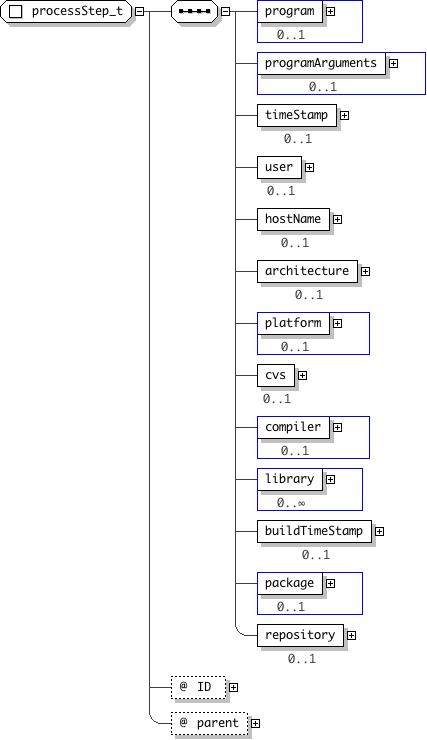 processStep_t
program
0..1
programArguments
0..1
timeStamp
0..1
user
0..1
hostName
0..1
architecture
0..1
platform
0..1
cvs
0..1
compiler
0..1
library
0..∞
buildTimeStamp
0..1
package
0..1
repository
0..1
@ ID
@ parent